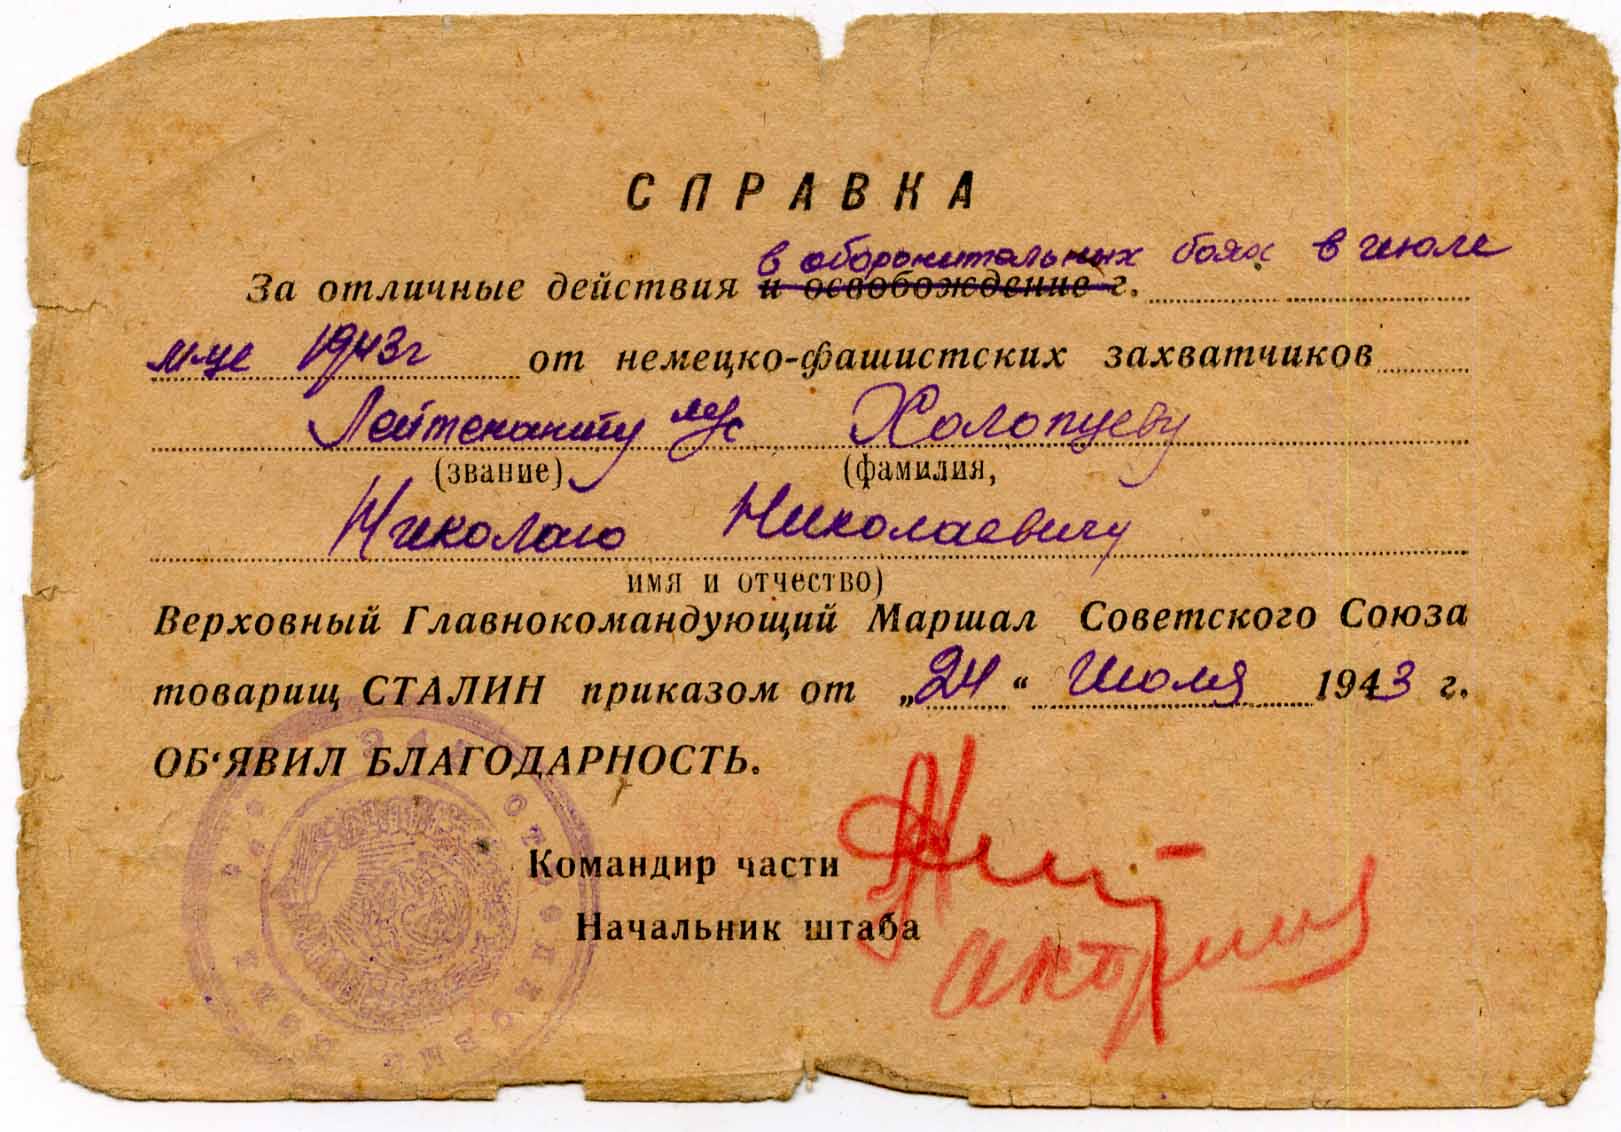 СПРАВКА
в оборонительных боях в июле
За отличные действия и освобождение г.
м-це 1943г от немецко-фашистских захватчиков
Лейтенанту м/с Холопцеву
(звание) (фамилия,
Николаю Николаевичу
имя и отчество)
Верховный Главнокомандующий Маршал Советского Союза
товарищ СТАЛИН приказом от „24“ Июля 1943 г.
ОБ‘ЯВИЛ БЛАГОДАРНОСТЬ.
Командир части
Начальник штаба